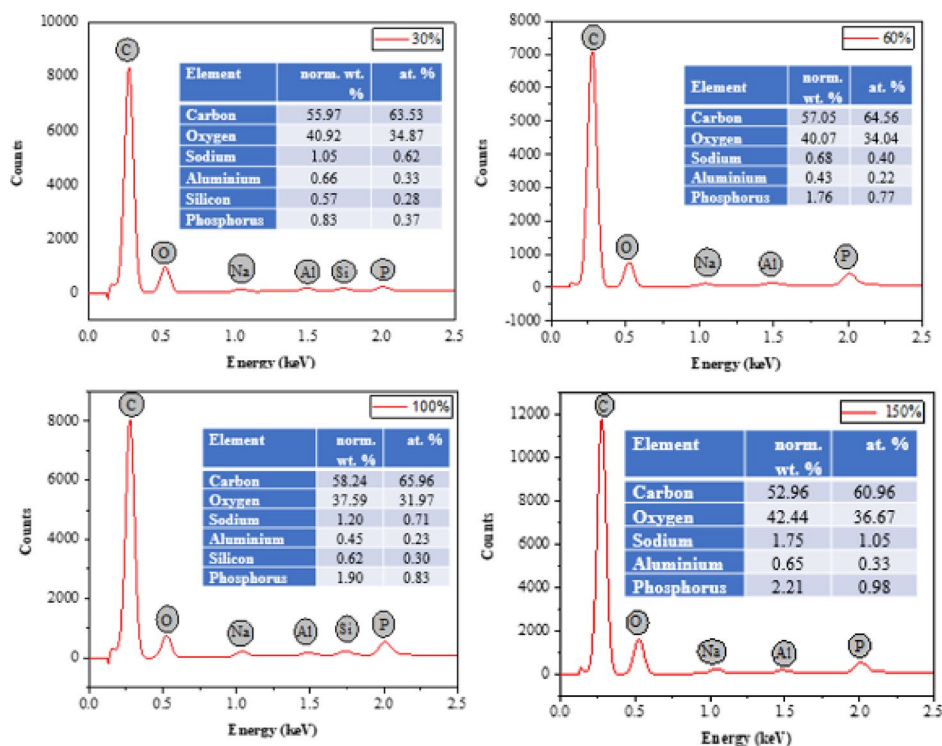 10000
8000
6000
4000
2000
0
Counts
0.0 0.5 1.0 1.5 2.0 2.5
Energy (keV)
30%
C
O
Na
Al
Si
P
Element norm. wt. % at. %
Carbon 55.97 63.53
Oxygen 40.92 34.87
Sodium 1.05 0.62
Aluminium 0.66 0.33
Silicon 0.57 0.28
Phosphorus 0.83 0.37
8000
7000
6000
5000
4000
3000
2000
1000
0
-1000
Counts
0.0 0.5 1.0 1.5 2.0 2.5
Energy (keV)
60%
C
O
Na
Al
P
Element norm. wt. % at. %
Carbon 57.05 64.56
Oxygen 40.07 34.04
Sodium 0.68 0.40
Aluminium 0.43 0.22
Phosphorus 1.76 0.77
8000
6000
4000
2000
0
Counts
0.0 0.5 1.0 1.5 2.0 2.5
Energy (keV)
100%
C
O
Na
Al
Si
P
Element norm. wt. % at. %
Carbon 58.24 65.96
Oxygen 37.59 31.97
Sodium 1.20 0.71
Aluminium 0.45 0.23
Silicon 0.62 0.30
Phosphorus 1.90 0.83
12000
10000
8000
6000
4000
2000
0
Counts
0.0 0.5 1.0 1.5 2.0 2.5
Energy (keV)
150%
C
O
Na
Al
P
Element norm. wt. % at. %
Carbon 52.96 60.96
Oxygen 42.44 36.67
Sodium 1.75 1.05
Aluminium 0.65 0.33
Phosphorus 2.21 0.98